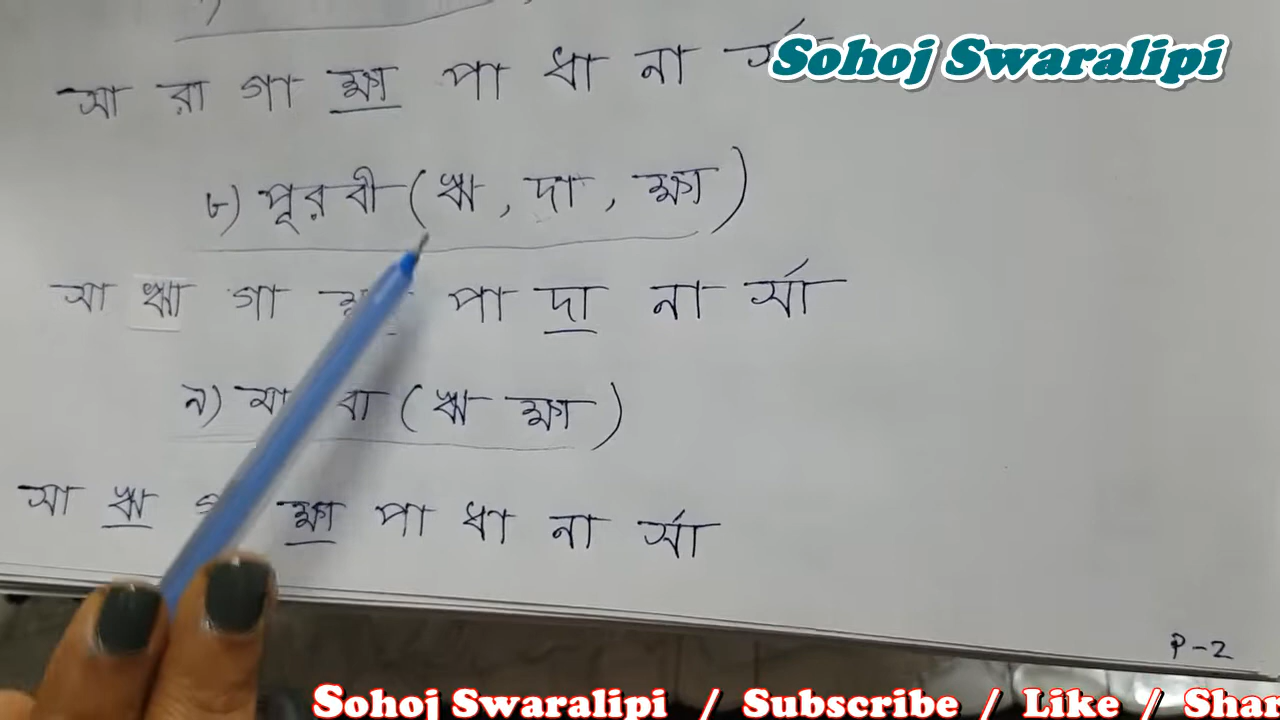 সা রা গা ক্ষা পা ধা না
Sohoj Swaralipi
৮) পূরবী (ঋ, দা, ক্ষা)
সা ঋা গা পা দা না র্সা
৯) (ঋ ক্ষা)
সা ঋ ক্ষা পা ধা না র্সা
P-2
Sohoj Swaralipi / Subscribe / Like / Shar